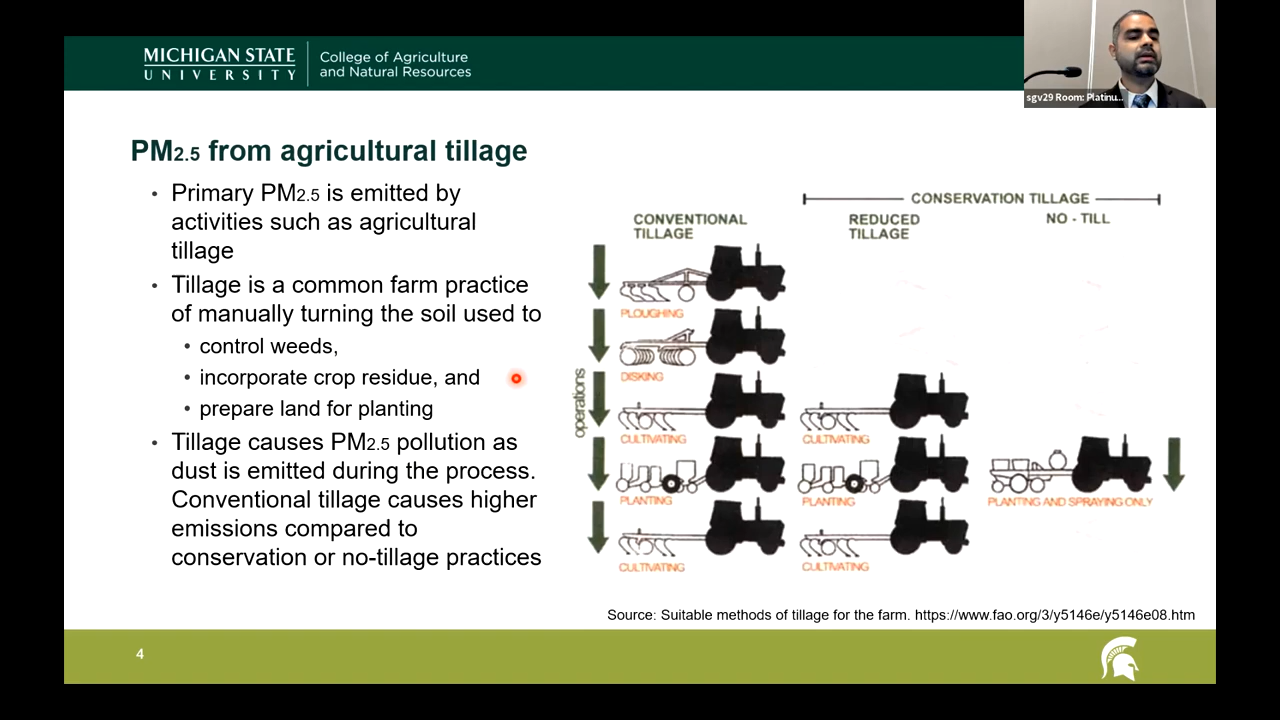 MICHIGAN STATE
UNIVERSITY
College of Agriculture
and Natural Resources
sgv29 Room: Platinu...
PM2.5 from agricultural tillage
• Primary PM2.5 is emitted by
activities such as agricultural
tillage
• Tillage is a common farm practice
of manually turning the soil used to
• control weeds,
• incorporate crop residue, and
• prepare land for planting
• Tillage causes PM2.5 pollution as
dust is emitted during the process.
Conventional tillage causes higher
emissions compared to
conservation or no-tillage practices
CONSERVATION TILLAGE
CONVENTIONAL
TILLAGE
REDUCED
TILLAGE
NO - TILL
operations
PLOUGHING
DISKING
CULTIVATING
CULTIVATING
PLANTING
PLANTING
PLANTING AND SPRAYING ONLY
CULTIVATING
CULTIVATING
Source: Suitable methods of tillage for the farm. https://www.fao.org/3/y5146e/y5146e08.htm
4